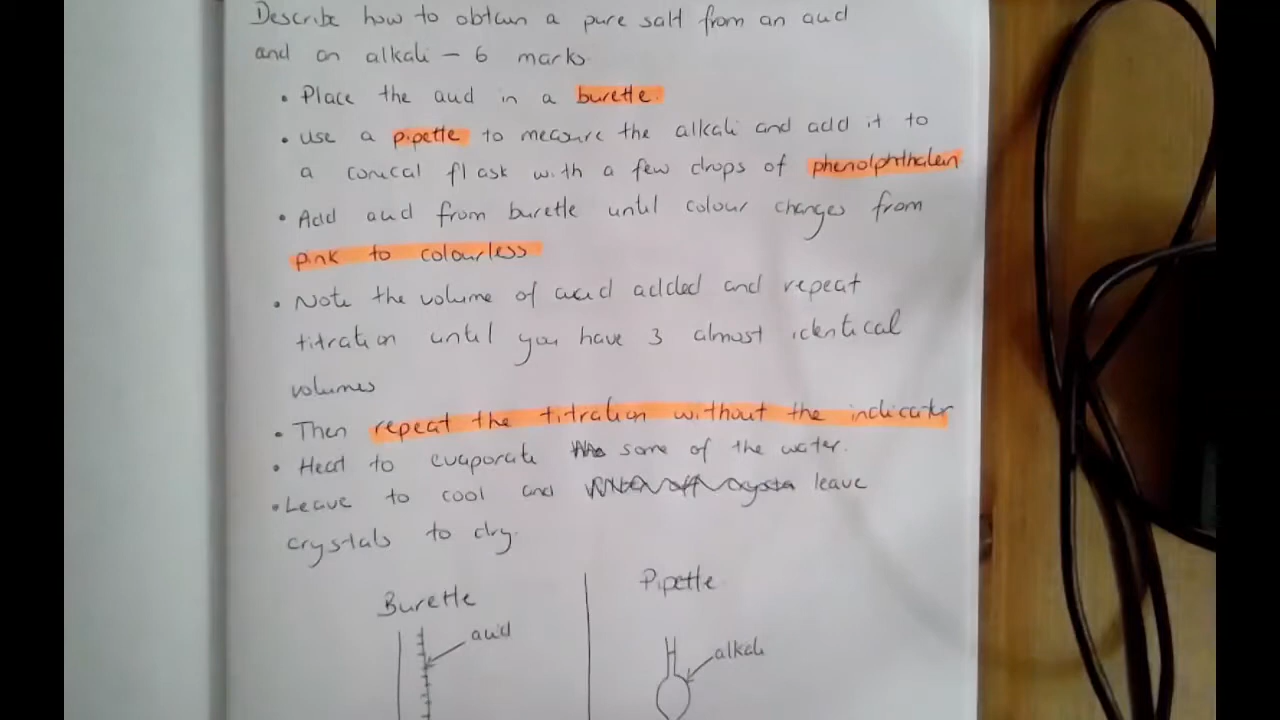 Describe how to obtain a pure salt from an acid
and an alkali – 6 marks
• Place the acid in a burette.
• Use a pipette to measure the alkali and add it to
a conical flask with a few drops of phenolphthalein
• Add acid from burette until colour changes from
pink to colourless
• Note the volume of acid added and repeat
titration until you have 3 almost identical
volumes
• Then repeat the titration without the indicator
• Heat to evaporate some of the water.
• Leave to cool and leave
crystals to dry.
Burette
Pipette
acid
alkali